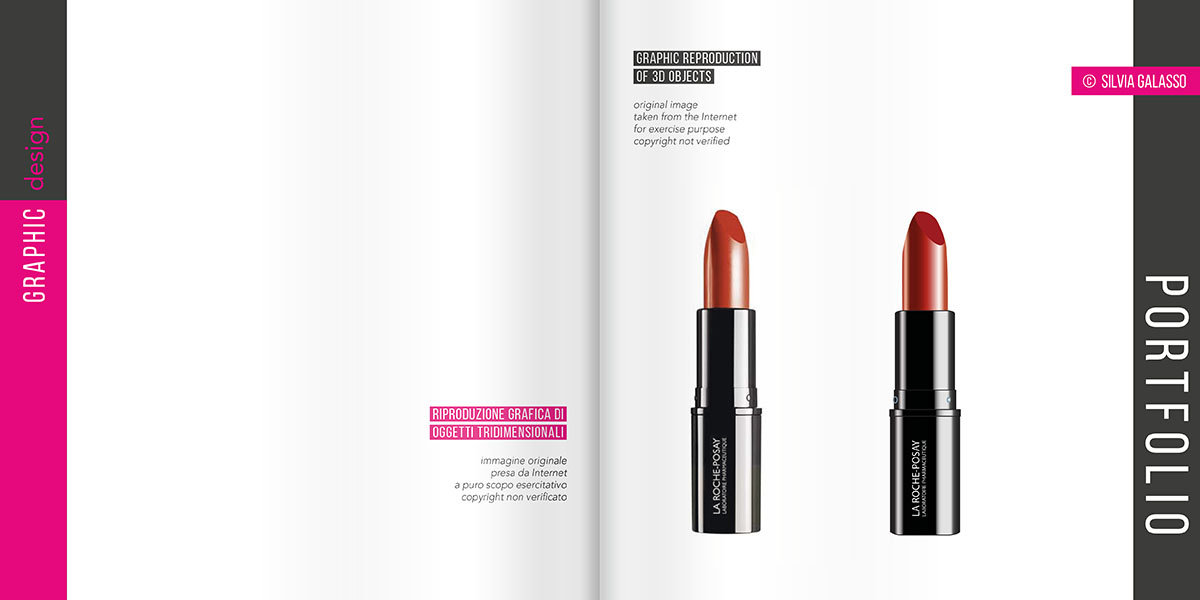 GRAPHIC design
RIPRODUZIONE GRAFICA DI
OGGETTI TRIDIMENSIONALI
immagine originale
presa da Internet
a puro scopo esercitativo
copyright non verificato
GRAPHIC REPRODUCTION
OF 3D OBJECTS
original image
taken from the Internet
for exercise purpose
copyright not verified
LA ROCHE-POSAY
LABORATOIRE PHARMACEUTIQUE
LA ROCHE-POSAY
LABORATOIRE PHARMACEUTIQUE
© SILVIA GALASSO
PORTFOLIO